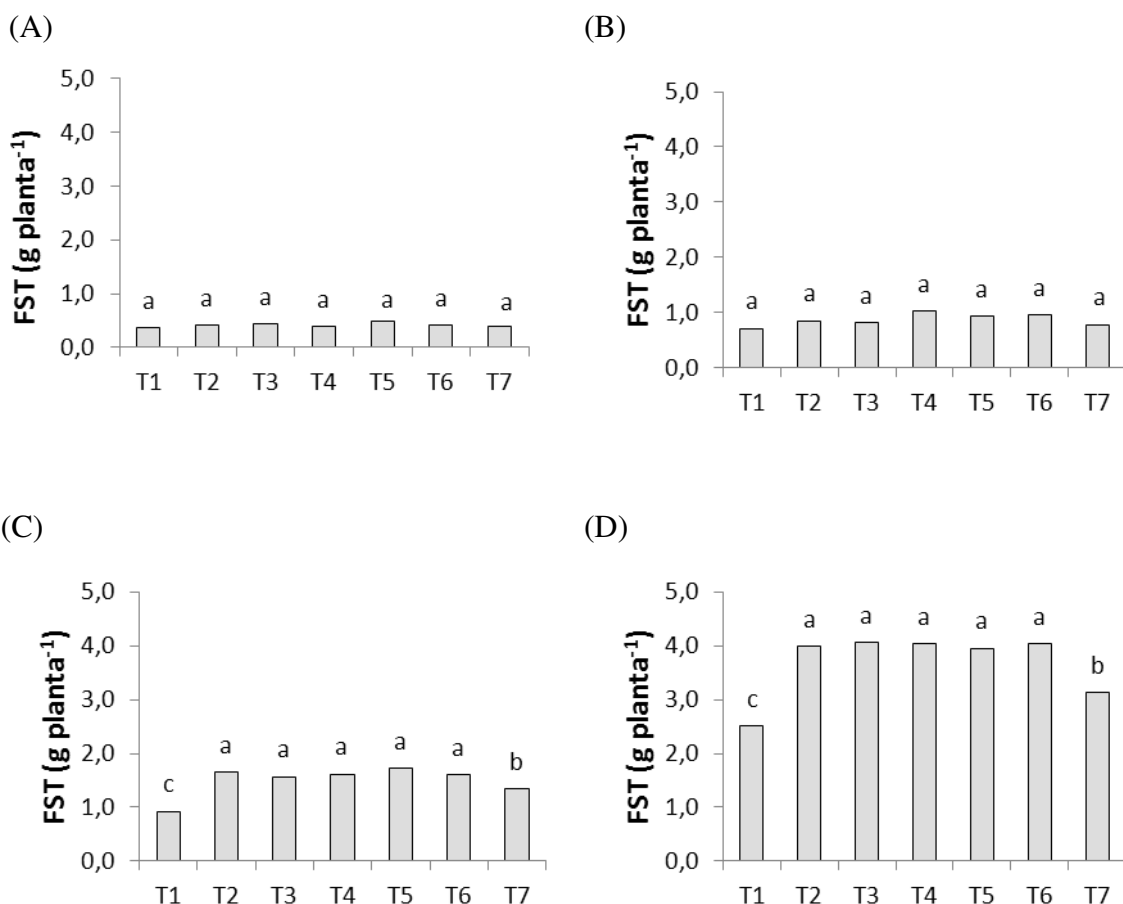 (A)
FST (g planta⁻¹)
5,0
4,0
3,0
2,0
1,0
0,0
a a a a a a a
T1 T2 T3 T4 T5 T6 T7
(B)
FST (g planta⁻¹)
5,0
4,0
3,0
2,0
1,0
0,0
a a a a a a a
T1 T2 T3 T4 T5 T6 T7
(C)
FST (g planta⁻¹)
5,0
4,0
3,0
2,0
1,0
0,0
c a a a a a b
T1 T2 T3 T4 T5 T6 T7
(D)
FST (g planta⁻¹)
5,0
4,0
3,0
2,0
1,0
0,0
c a a a a a b
T1 T2 T3 T4 T5 T6 T7